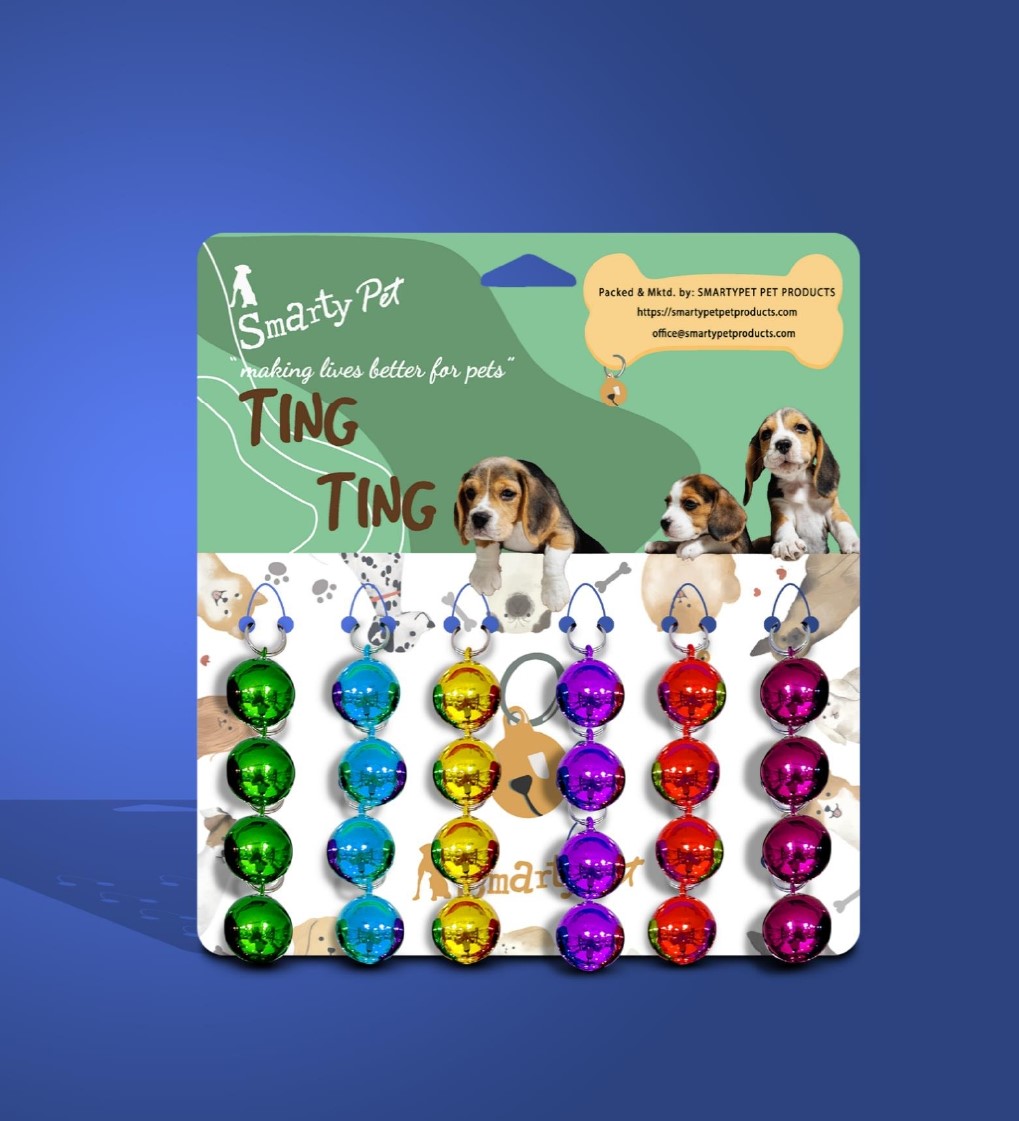 Smarty Pet
"making lives better for pets"
TING
TING
Packed & Mktd. by: SMARTYPET PET PRODUCTS
https://smartypetpetproducts.com
office@smartypetproducts.com